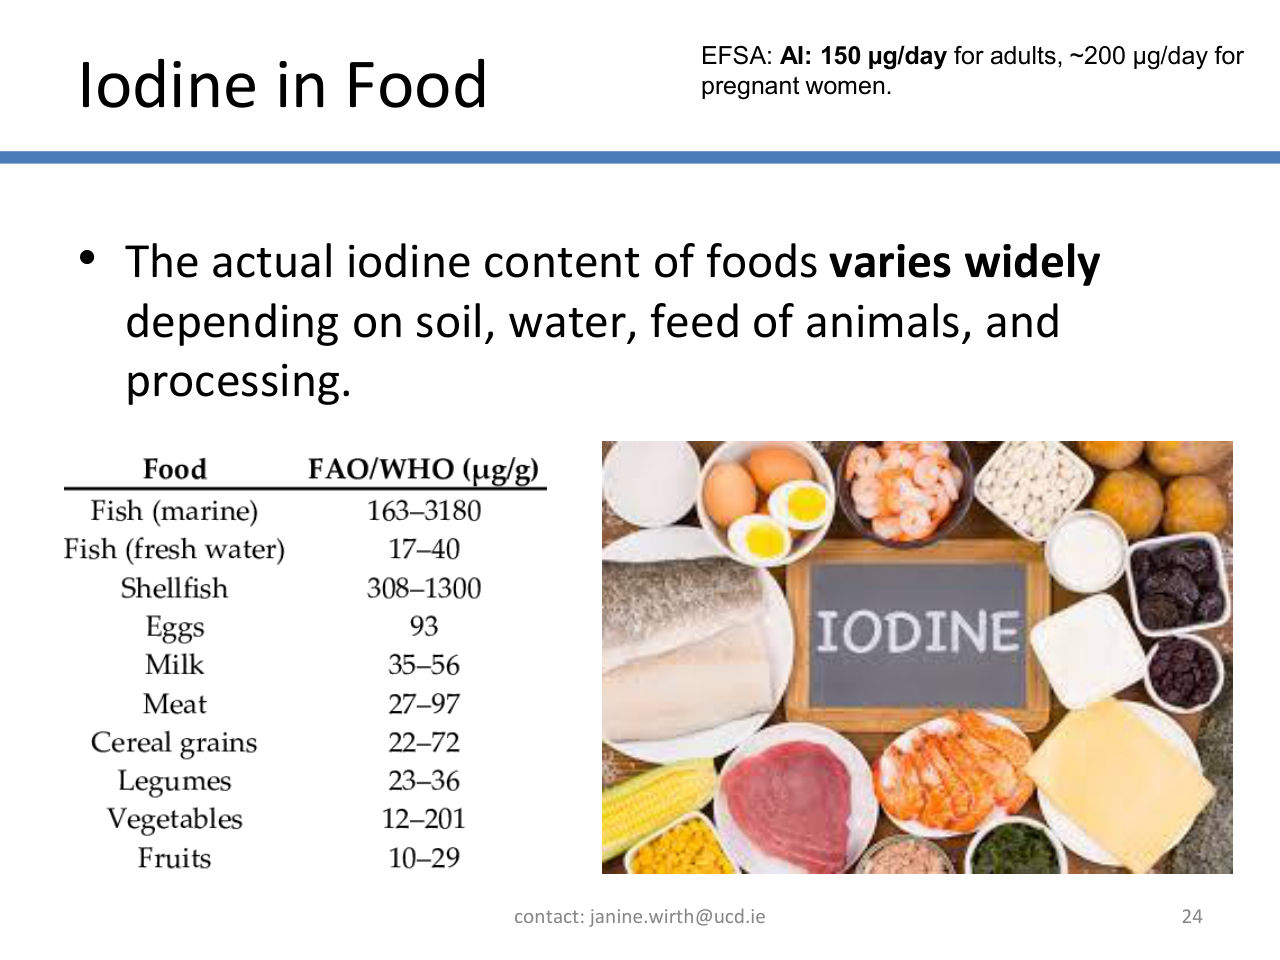 Iodine in Food
EFSA: AI: 150 µg/day for adults, ~200 µg/day for
pregnant women.
• The actual iodine content of foods varies widely
depending on soil, water, feed of animals, and
processing.
Food FAO/WHO (µg/g)
Fish (marine) 163–3180
Fish (fresh water) 17–40
Shellfish 308–1300
Eggs 93
Milk 35–56
Meat 27–97
Cereal grains 22–72
Legumes 23–36
Vegetables 12–201
Fruits 10–29
IODINE
contact: janine.wirth@ucd.ie
24